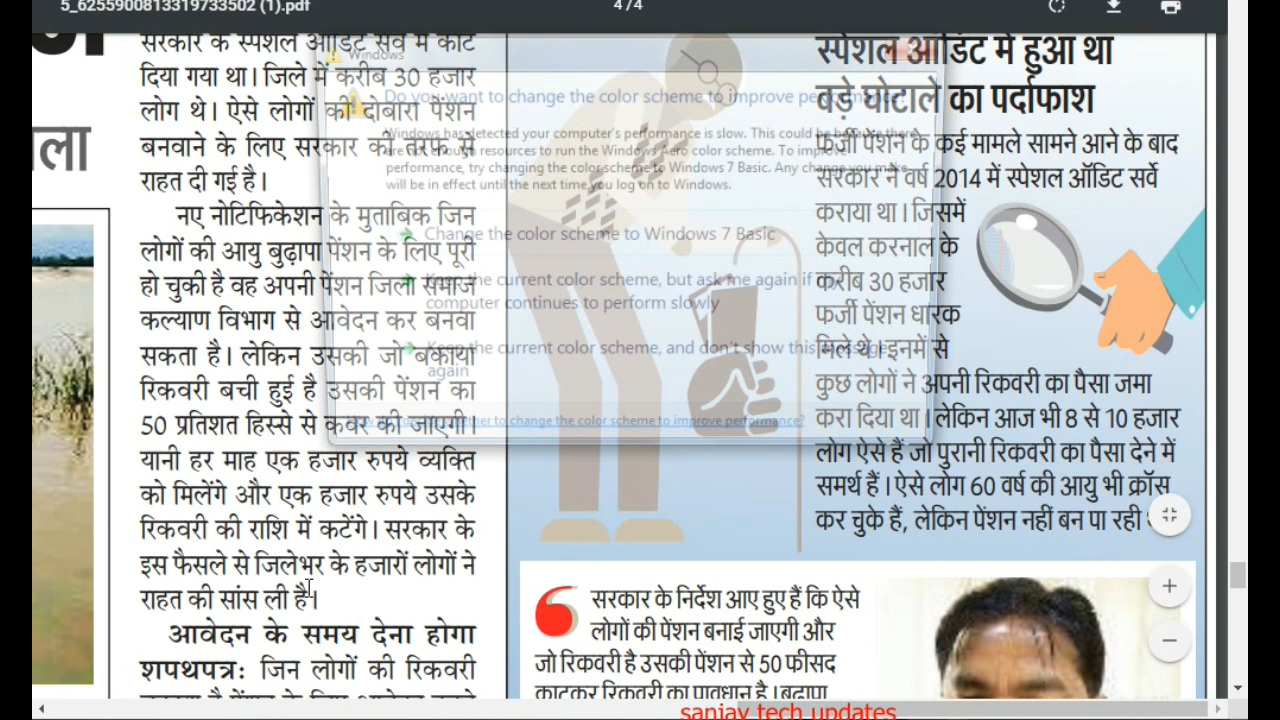 5_6255900813319733502 (1).pdf
4 / 4
ला
सरकार के स्पेशल ऑडिट सर्वे में काट
दिया गया था। जिले में करीब 30 हजार
लोग थे। ऐसे लोगों की दोबारा पेंशन
बनवाने के लिए सरकार की तरफ से
राहत दी गई है।
नए नोटिफिकेशन के मुताबिक जिन
लोगों की आयु बुढ़ापा पेंशन के लिए पूरी
हो चुकी है वह अपनी पेंशन जिला समाज
कल्याण विभाग से आवेदन कर बनवा
सकता है। लेकिन उसकी जो बकाया
रिकवरी बची हुई है उसकी पेंशन का
50 प्रतिशत हिस्से से कवर की जाएगी।
यानी हर माह एक हजार रुपये व्यक्ति
को मिलेंगे और एक हजार रुपये उसके
रिकवरी की राशि में कटेंगे। सरकार के
इस फैसले से जिलेभर के हजारों लोगों ने
राहत की सांस ली है।
आवेदन के समय देना होगा
शपथपत्र: जिन लोगों की रिकवरी
Windows
Do you want to change the color scheme to improve performance?
Windows has detected your computer's performance is slow. This could be because there
are not enough resources to run the Windows Aero color scheme. To improve
performance, try changing the color scheme to Windows 7 Basic. Any change you make
will be in effect until the next time you log on to Windows.
Change the color scheme to Windows 7 Basic
Keep the current color scheme, but ask me again if
computer continues to perform slowly
Keep the current color scheme, and don't show this message
again
to change the color scheme to improve performance?
स्पेशल ऑडिट में हुआ था
बड़े घोटाले का पर्दाफाश
फर्जी पेंशन के कई मामले सामने आने के बाद
सरकार ने वर्ष 2014 में स्पेशल ऑडिट सर्वे
कराया था। जिसमें
केवल करनाल के
करीब 30 हजार
फर्जी पेंशन धारक
मिले थे। इनमें से
कुछ लोगों ने अपनी रिकवरी का पैसा जमा
करा दिया था। लेकिन आज भी 8 से 10 हजार
लोग ऐसे हैं जो पुरानी रिकवरी का पैसा देने में
समर्थ हैं। ऐसे लोग 60 वर्ष की आयु भी क्रॉस
कर चुके हैं, लेकिन पेंशन नहीं बन पा रही
सरकार के निर्देश आए हुए हैं कि ऐसे
लोगों की पेंशन बनाई जाएगी और
जो रिकवरी है उसकी पेंशन से 50 फीसद
काटकर रिकवरी का प्रावधान है। बुढ़ापा
sanjay tech updates